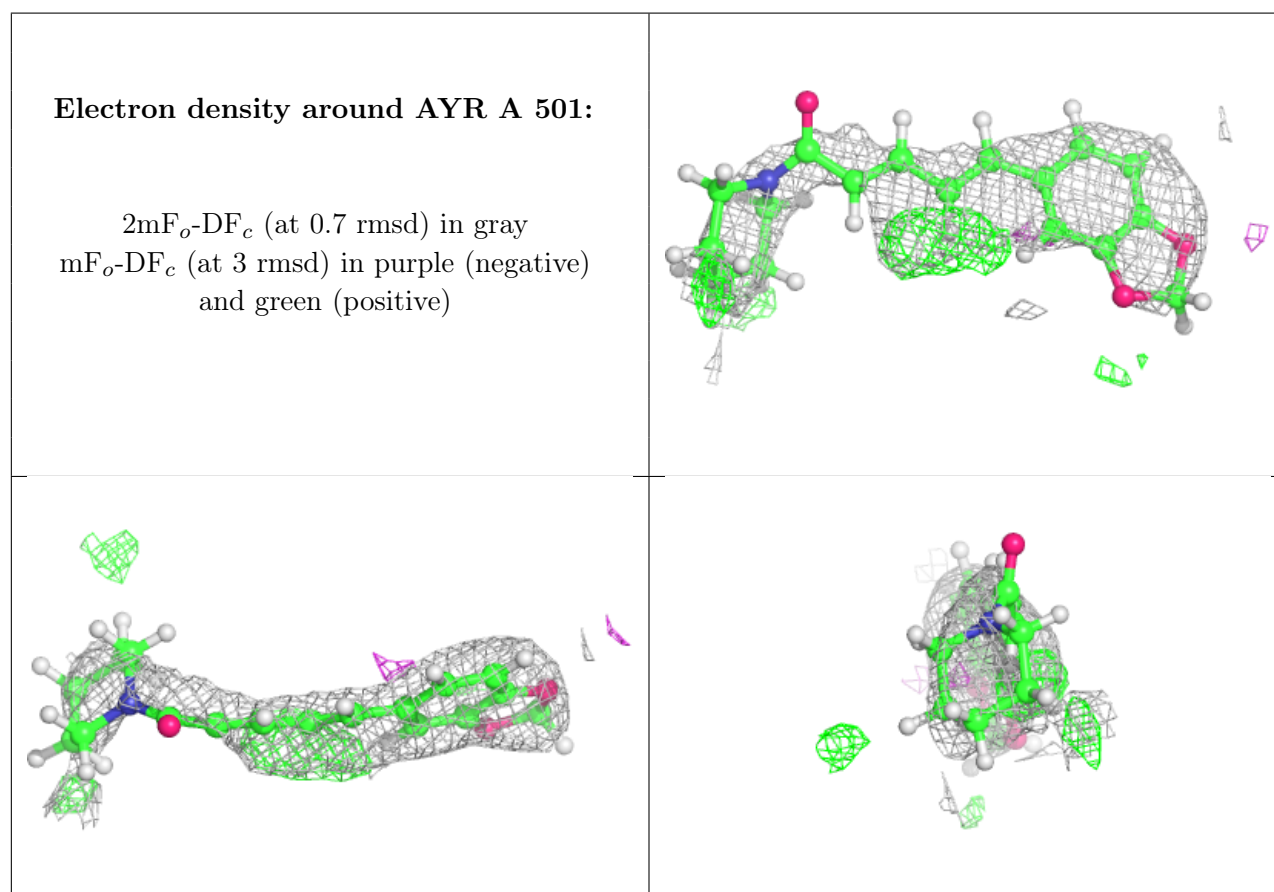 Electron density around AYR A 501:
2mFo-DFc (at 0.7 rmsd) in gray
mFo-DFc (at 3 rmsd) in purple (negative)
and green (positive)